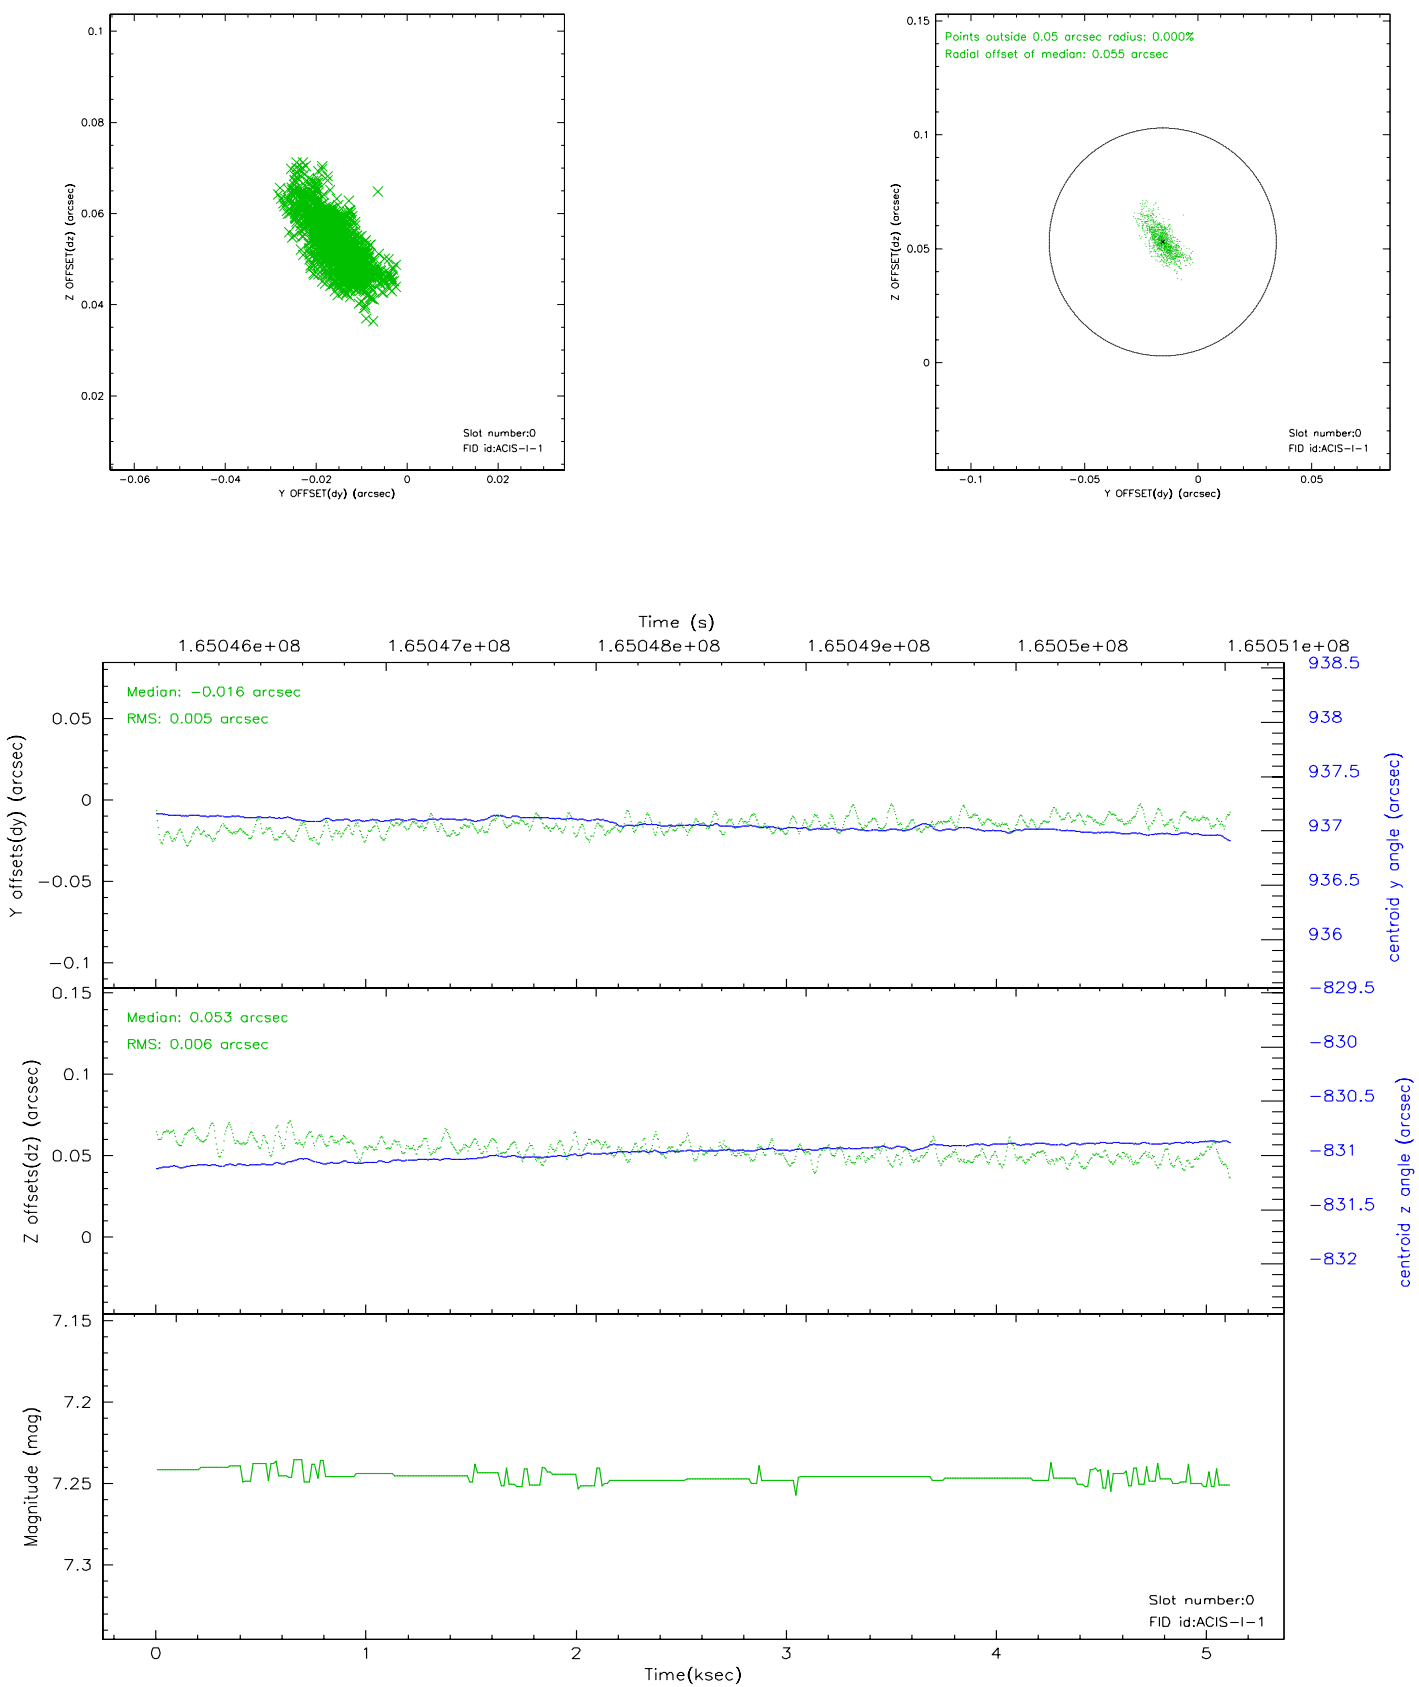 0.1
0.08
0.06
0.04
0.02
Z OFFSET(dz) (arcsec)
Slot number:0
FID id:ACIS-I-1
-0.06 -0.04 -0.02 0 0.02
Y OFFSET(dy) (arcsec)
0.15
0.1
0.05
0
Z OFFSET(dz) (arcsec)
Points outside 0.05 arcsec radius: 0.000%
Radial offset of median: 0.055 arcsec
Slot number:0
FID id:ACIS-I-1
-0.1 -0.05 0 0.05
Y OFFSET(dy) (arcsec)
Time (s)
1.65046e+08 1.65047e+08 1.65048e+08 1.65049e+08 1.6505e+08 1.65051e+08
Median: -0.016 arcsec
RMS: 0.005 arcsec
0.05
0
-0.05
-0.1
Y offsets(dy) (arcsec)
938.5
938
937.5
937
936.5
936
centroid y angle (arcsec)
Median: 0.053 arcsec
RMS: 0.006 arcsec
0.15
0.1
0.05
0
Z offsets(dz) (arcsec)
-829.5
-830
-830.5
-831
-831.5
-832
centroid z angle (arcsec)
7.15
7.2
7.25
7.3
Magnitude (mag)
Slot number:0
FID id:ACIS-I-1
0 1 2 3 4 5
Time(ksec)